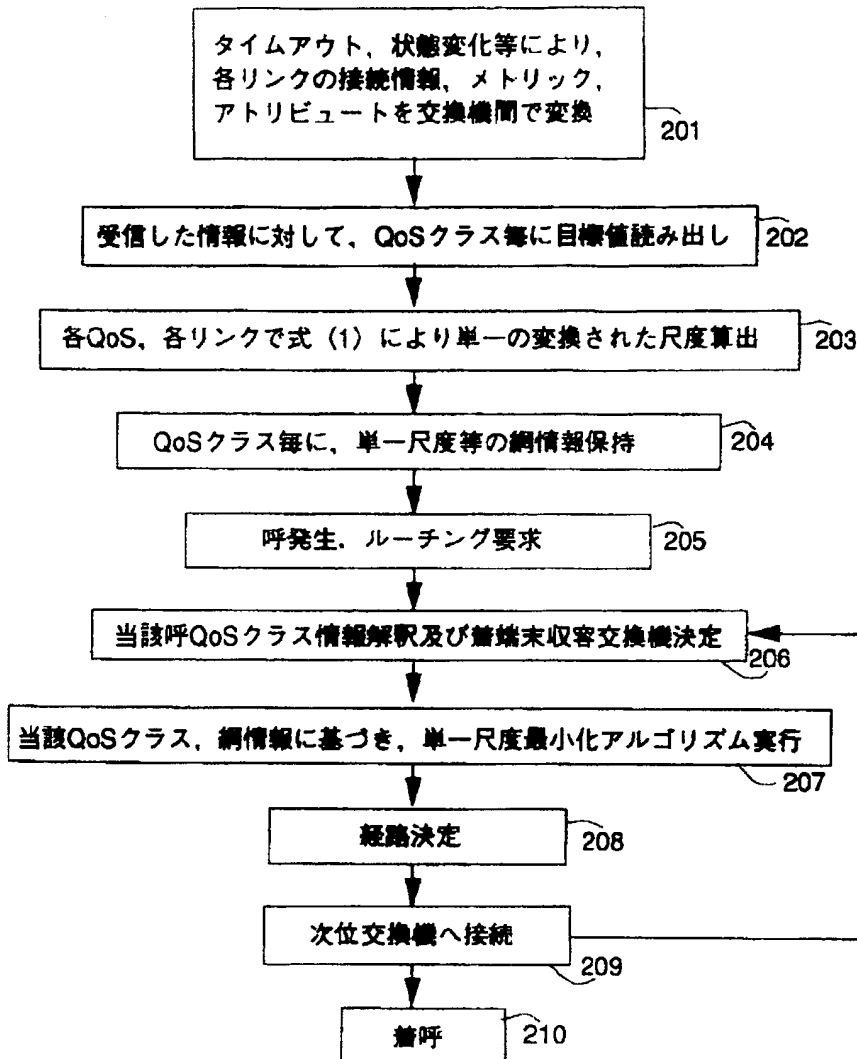 タイムアウト，状態変化等により，
各リンクの接続情報，メトリック，
アトリビュートを交換機間で変換
201
受信した情報に対して、QoSクラス毎に目標値読み出し
202
各QoS，各リンクで式（1）により単一の変換された尺度算出
203
QoSクラス毎に，単一尺度等の網情報保持
204
呼発生，ルーチング要求
205
当該呼QoSクラス情報解釈及び着端末収容交換機決定
206
当該QoSクラス，網情報に基づき，単一尺度最小化アルゴリズム実行
207
経路決定
208
次位交換機へ接続
209
着呼
210